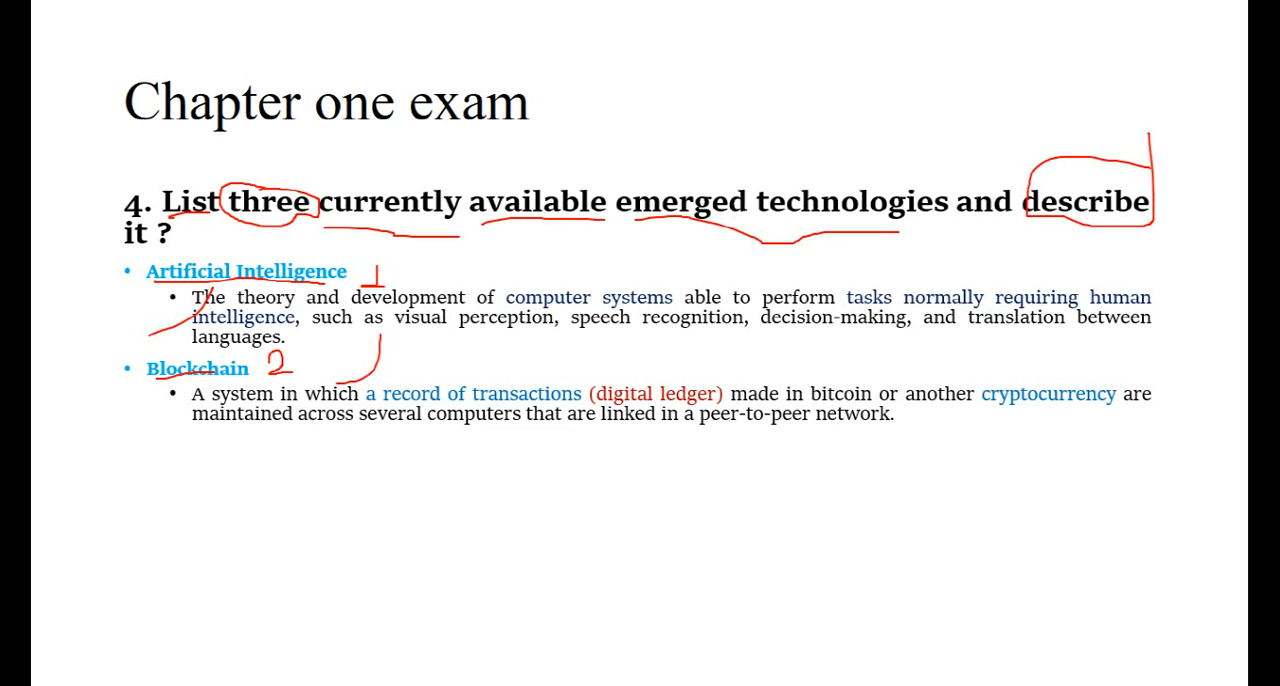 Chapter one exam
4. List three currently available emerged technologies and describe
it ?
• Artificial Intelligence 1
• The theory and development of computer systems able to perform tasks normally requiring human
intelligence, such as visual perception, speech recognition, decision-making, and translation between
languages.
• Blockchain 2
• A system in which a record of transactions (digital ledger) made in bitcoin or another cryptocurrency are
maintained across several computers that are linked in a peer-to-peer network.